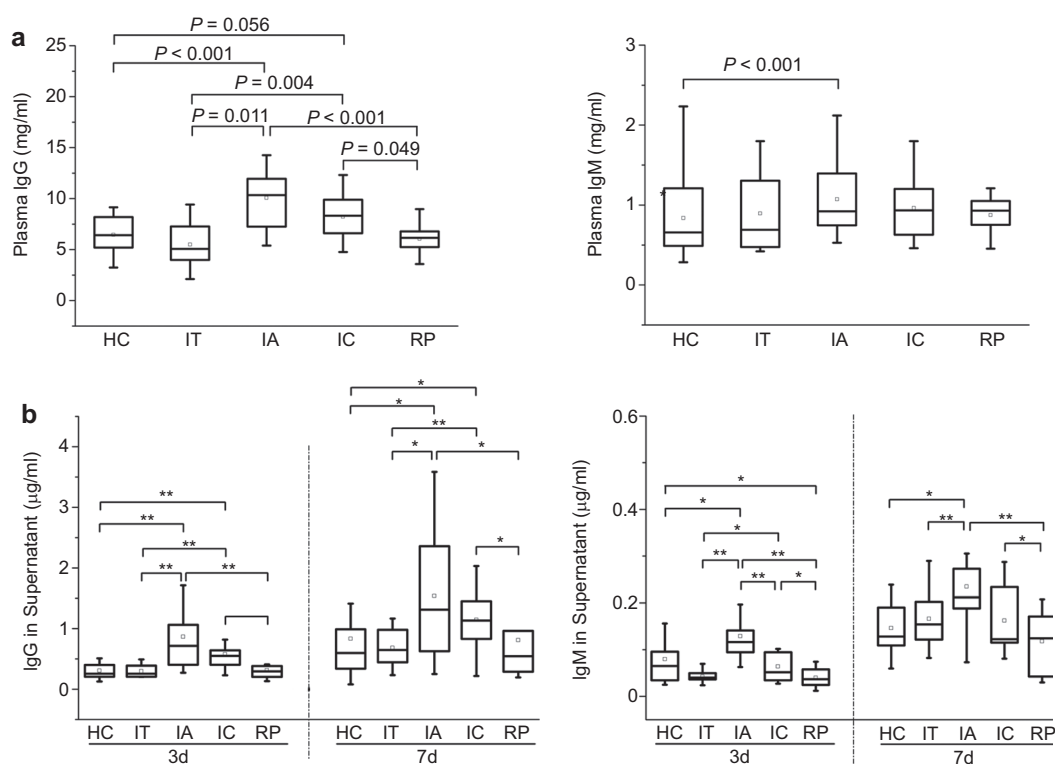 a
P = 0.056
P < 0.001
P = 0.004
P = 0.011
P < 0.001
P = 0.049
Plasma IgG (mg/ml)
25
20
15
10
5
0
HC IT IA IC RP
P < 0.001
Plasma IgM (mg/ml)
3
2
1
0
*
HC IT IA IC RP
b
IgG in Supernatant (μg/ml)
4
3
2
1
0
**
**
**
**
**
*
*
**
*
*
*
HC IT IA IC RP HC IT IA IC RP
3d 7d
IgM in Supernatant (μg/ml)
0.6
0.4
0.2
0
*
*
*
**
**
**
*
*
**
**
*
HC IT IA IC RP HC IT IA IC RP
3d 7d